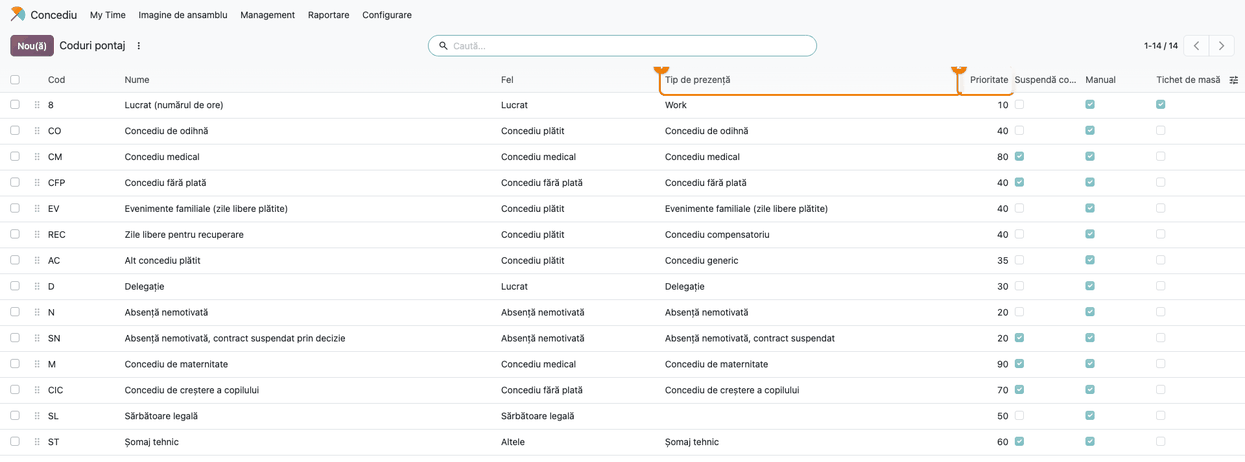 Concediu My Time Imagine de ansamblu Management Raportare Configurare
Nou(ă) Coduri pontaj Caută... 1-14 / 14
Cod Nume Fel Tip de prezență Prioritate Suspendă co... Manual Tichet de masă
8 Lucrat (numărul de ore) Lucrat Work 10
CO Concediu de odihnă Concediu plătit Concediu de odihnă 40
CM Concediu medical Concediu medical Concediu medical 80
CFP Concediu fără plată Concediu fără plată Concediu fără plată 40
EV Evenimente familiale (zile libere plătite) Concediu plătit Evenimente familiale (zile libere plătite) 40
REC Zile libere pentru recuperare Concediu plătit Concediu compensatoriu 40
AC Alt concediu plătit Concediu plătit Concediu generic 35
D Delegație Lucrat Delegație 30
N Absență nemotivată Absență nemotivată Absență nemotivată 20
SN Absență nemotivată, contract suspendat prin decizie Absență nemotivată Absență nemotivată, contract suspendat 20
M Concediu de maternitate Concediu medical Concediu de maternitate 90
CIC Concediu de creștere a copilului Concediu fără plată Concediu de creștere a copilului 70
SL Sărbătoare legală Sărbătoare legală 50
ST Șomaj tehnic Altele Șomaj tehnic 60